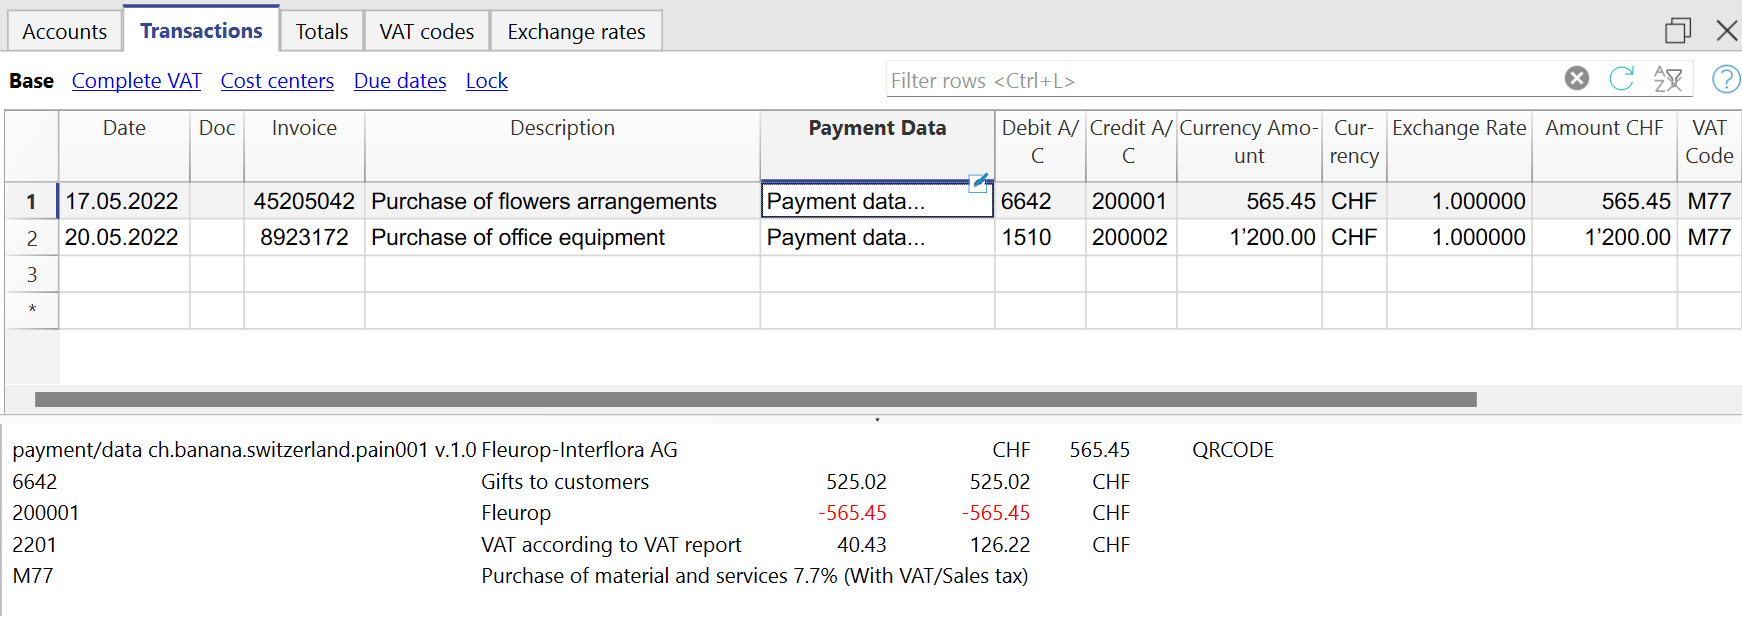 Accounts Transactions Totals VAT codes Exchange rates
Base Complete VAT Cost centers Due dates Lock Filter rows <Ctrl+L>
Date Doc Invoice Description Payment Data Debit A/ Credit A/ Currency Amo- Cur- Exchange Rate Amount CHF VAT
C C unt rency Code
1 17.05.2022 45205042 Purchase of flowers arrangements Payment data... 6642 200001 565.45 CHF 1.000000 565.45 M77
2 20.05.2022 8923172 Purchase of office equipment Payment data... 1510 200002 1’200.00 CHF 1.000000 1’200.00 M77
3
*
payment/data ch.banana.switzerland.pain001 v.1.0 Fleurop-Interflora AG CHF 565.45 QRCODE
6642 Gifts to customers 525.02 525.02 CHF
200001 Fleurop -565.45 -565.45 CHF
2201 VAT according to VAT report 40.43 126.22 CHF
M77 Purchase of material and services 7.7% (With VAT/Sales tax)